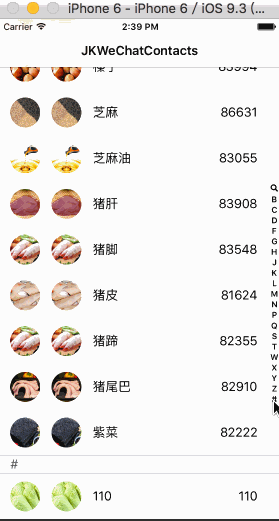 iPhone 6 - iPhone 6 / iOS 9.3 (...
Carrier 2:39 PM
JKWeChatContacts
榛子 83994
芝麻 86631
芝麻油 83055
猪肝 83908
猪脚 83548
猪皮 81624
猪蹄 82355
猪尾巴 82910
紫菜 82222
#
110 110
B
C
D
F
G
H
J
K
L
M
N
P
Q
S
T
W
X
Y
Z
#